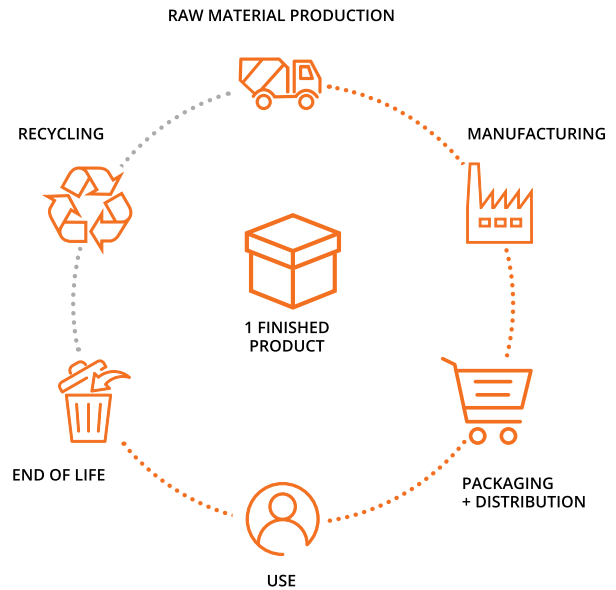 RAW MATERIAL PRODUCTION
RECYCLING
MANUFACTURING
1 FINISHED
PRODUCT
END OF LIFE
PACKAGING
+ DISTRIBUTION
USE